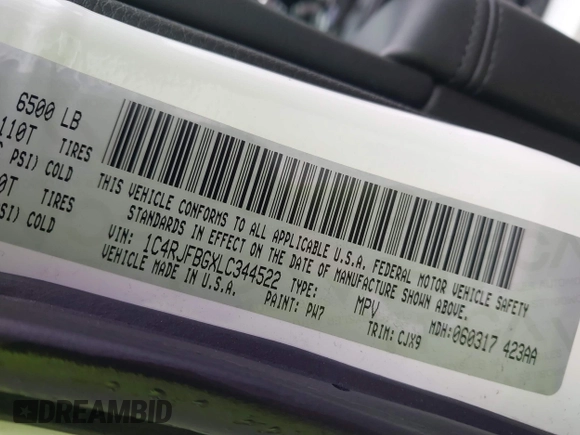 6500 LB
110T TIRES
PSI) COLD
0T TIRES
SI) COLD
THIS VEHICLE CONFORMS TO ALL APPLICABLE U.S.A. FEDERAL MOTOR VEHICLE SAFETY
STANDARDS IN EFFECT ON THE DATE OF MANUFACTURE SHOWN ABOVE.
VIN: 1C4RJFBGXLC344522 TYPE: MPV MDH:060317 423AA
VEHICLE MADE IN U.S.A. PAINT: PW7 TRIM: CJX9
DREAMBID